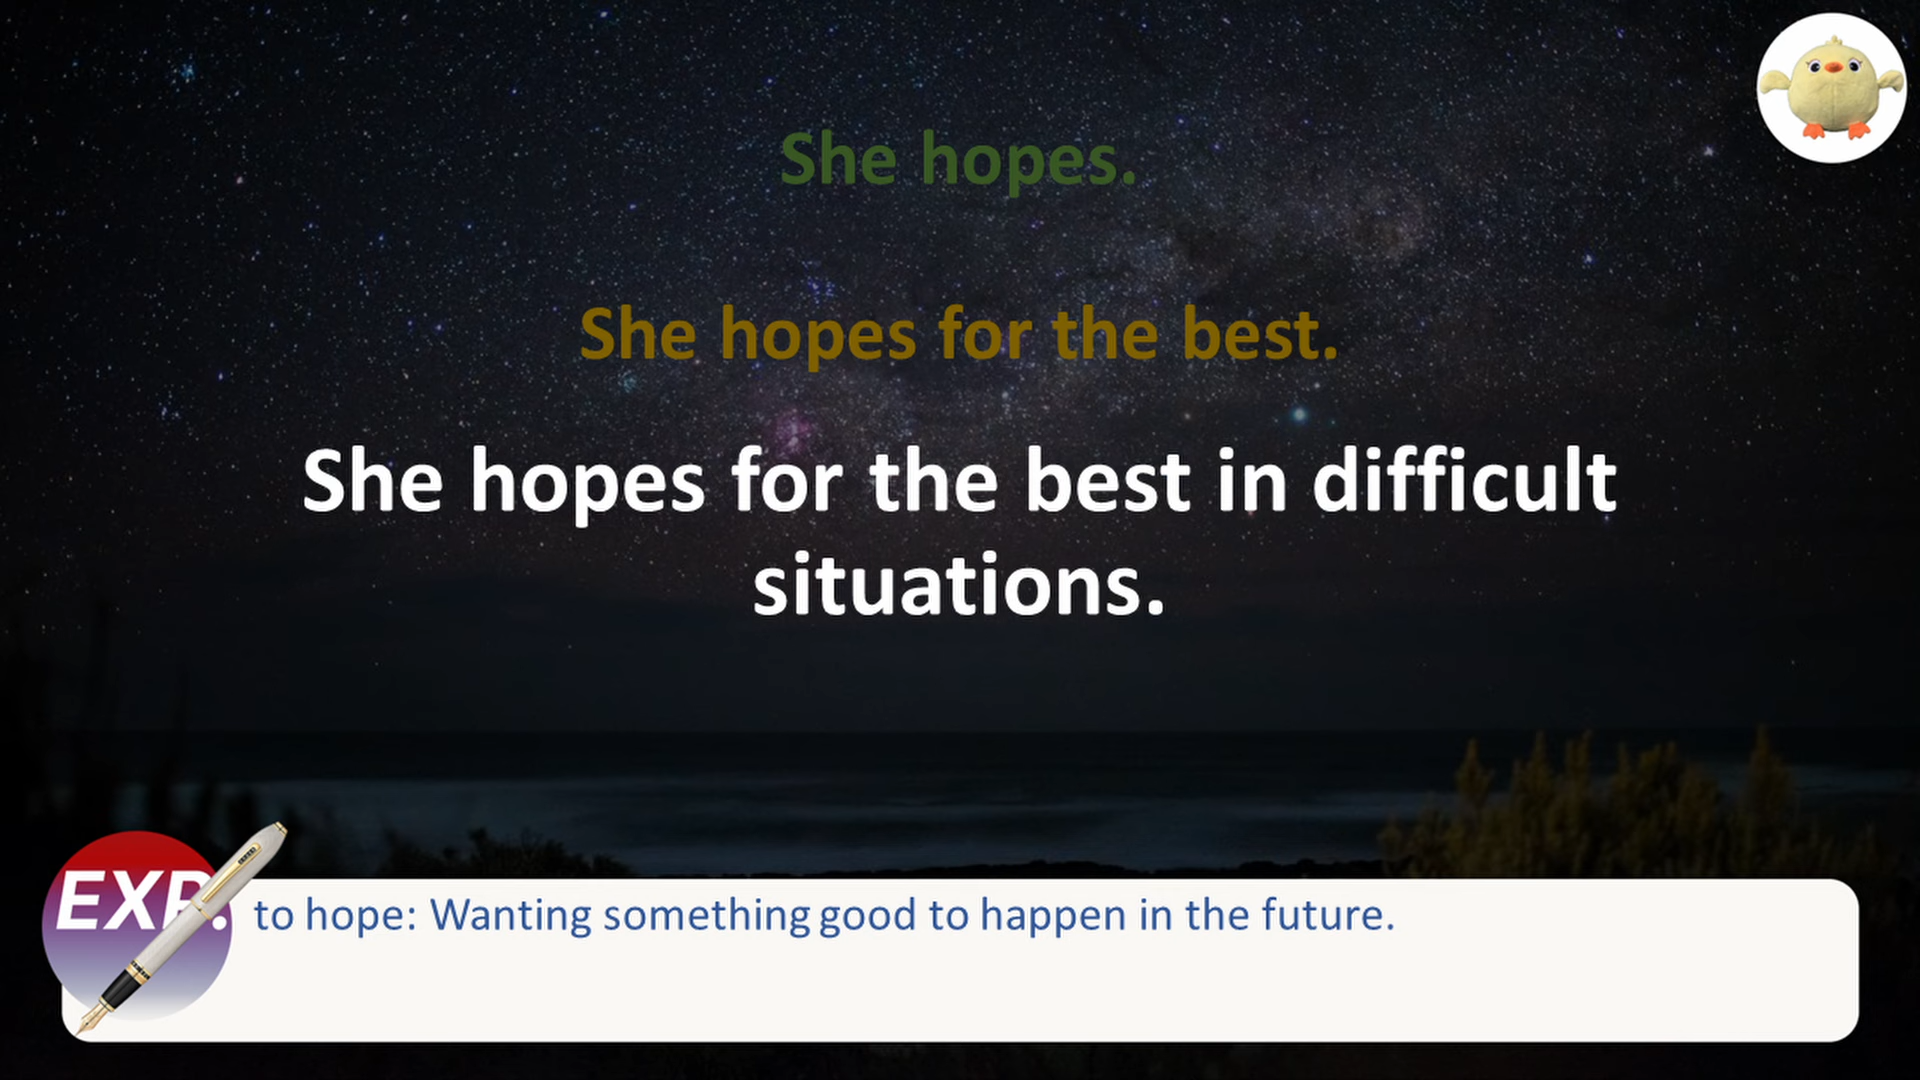 She hopes.
She hopes for the best.
She hopes for the best in difficult
situations.
EXP.
to hope: Wanting something good to happen in the future.